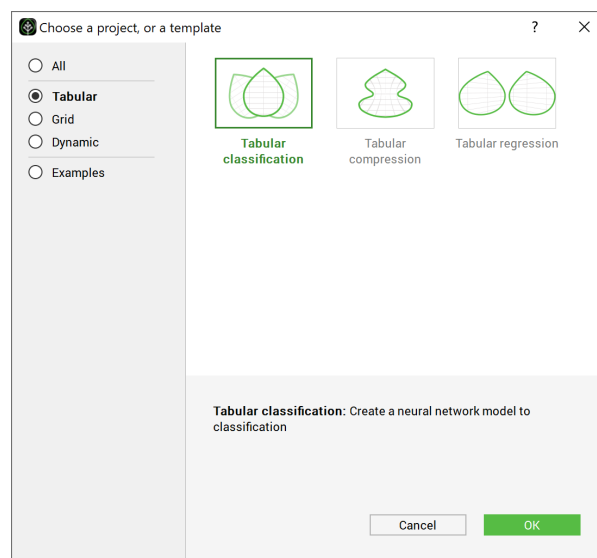 Choose a project, or a template
?
All
Tabular
Grid
Dynamic
Examples
Tabular
classification
Tabular
compression
Tabular regression
Tabular classification: Create a neural network model to
classification
Cancel
OK